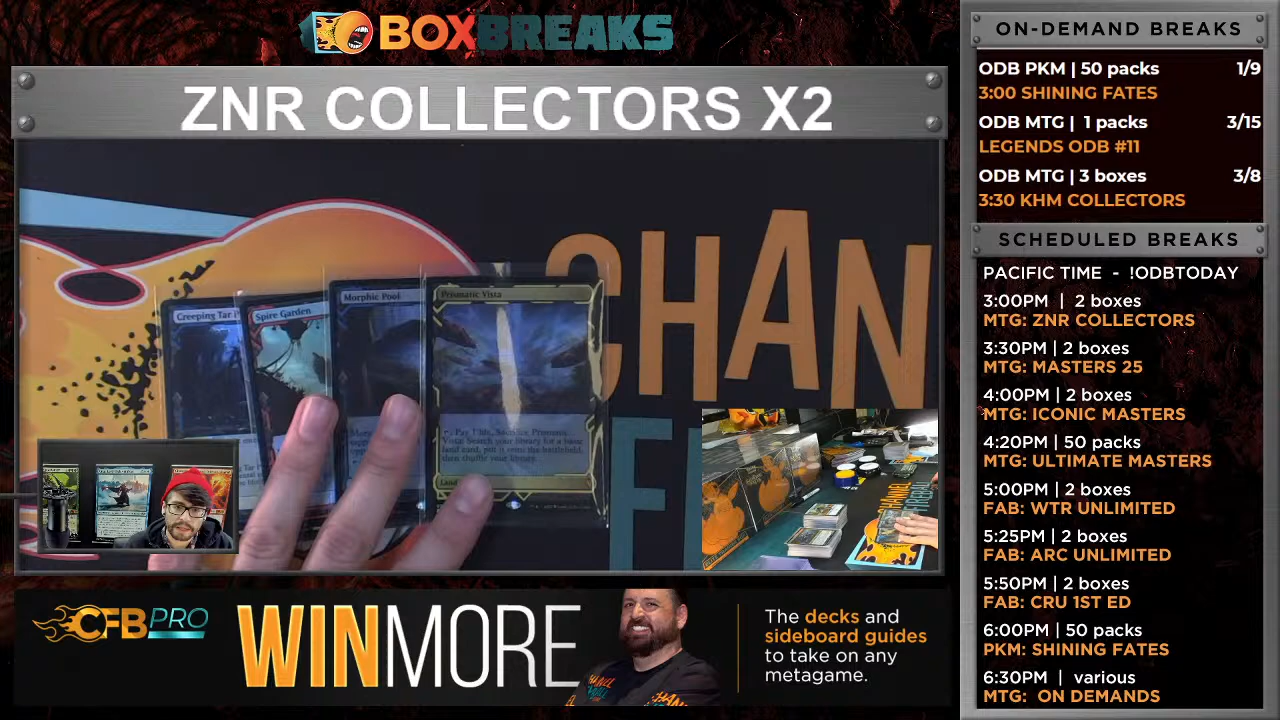 BOXBREAKS
ZNR COLLECTORS X2
Creeping Tar
Spire Garden
Morphic Pool
Prismatic Vista
Land
CHAN
CHANNEL
FIREBALL
CFBPRO
WINMORE
The decks and
sideboard guides
to take on any
metagame.
ON-DEMAND BREAKS
ODB PKM | 50 packs 1/9
3:00 SHINING FATES
ODB MTG | 1 packs 3/15
LEGENDS ODB #11
ODB MTG | 3 boxes 3/8
3:30 KHM COLLECTORS
SCHEDULED BREAKS
PACIFIC TIME - !ODBTODAY
3:00PM | 2 boxes
MTG: ZNR COLLECTORS
3:30PM | 2 boxes
MTG: MASTERS 25
4:00PM | 2 boxes
MTG: ICONIC MASTERS
4:20PM | 50 packs
MTG: ULTIMATE MASTERS
5:00PM | 2 boxes
FAB: WTR UNLIMITED
5:25PM | 2 boxes
FAB: ARC UNLIMITED
5:50PM | 2 boxes
FAB: CRU 1ST ED
6:00PM | 50 packs
PKM: SHINING FATES
6:30PM | various
MTG: ON DEMANDS